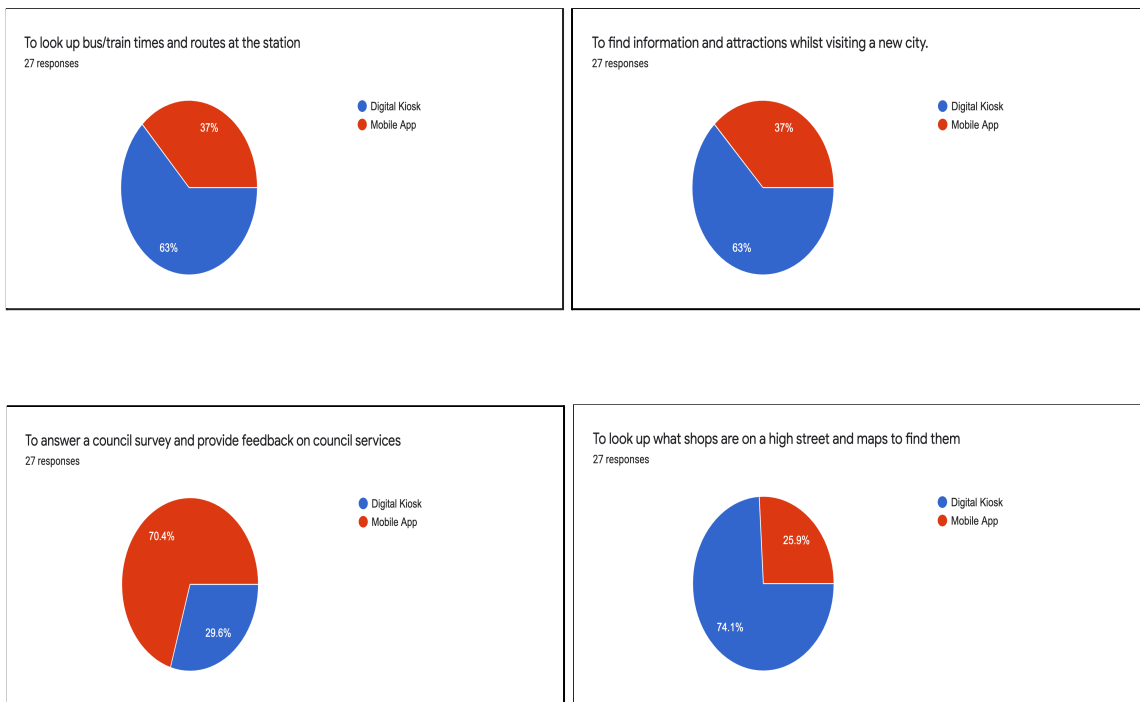 To look up bus/train times and routes at the station
27 responses
Digital Kiosk
Mobile App
37%
63%
To find information and attractions whilst visiting a new city.
27 responses
Digital Kiosk
Mobile App
37%
63%
To answer a council survey and provide feedback on council services
27 responses
Digital Kiosk
Mobile App
70.4%
29.6%
To look up what shops are on a high street and maps to find them
27 responses
Digital Kiosk
Mobile App
25.9%
74.1%